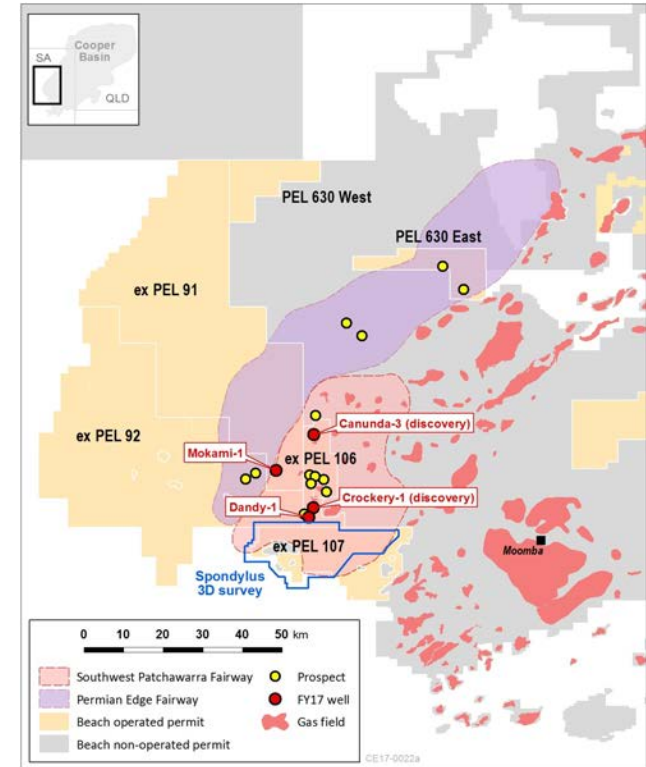 Cooper
Basin
SA
QLD
PEL 630 West
PEL 630 East
ex PEL 91
ex PEL 92
Canunda-3 (discovery)
Mokami-1
ex PEL 106
Crockery-1 (discovery)
Dandy-1
ex PEL 107
Moomba
Spondylus
3D survey
0 10 20 30 40 50
km
Southwest Patchawarra Fairway
Prospect
Permian Edge Fairway
FY17 well
Beach operated permit
Gas field
Beach non-operated permit
CE17-0022a